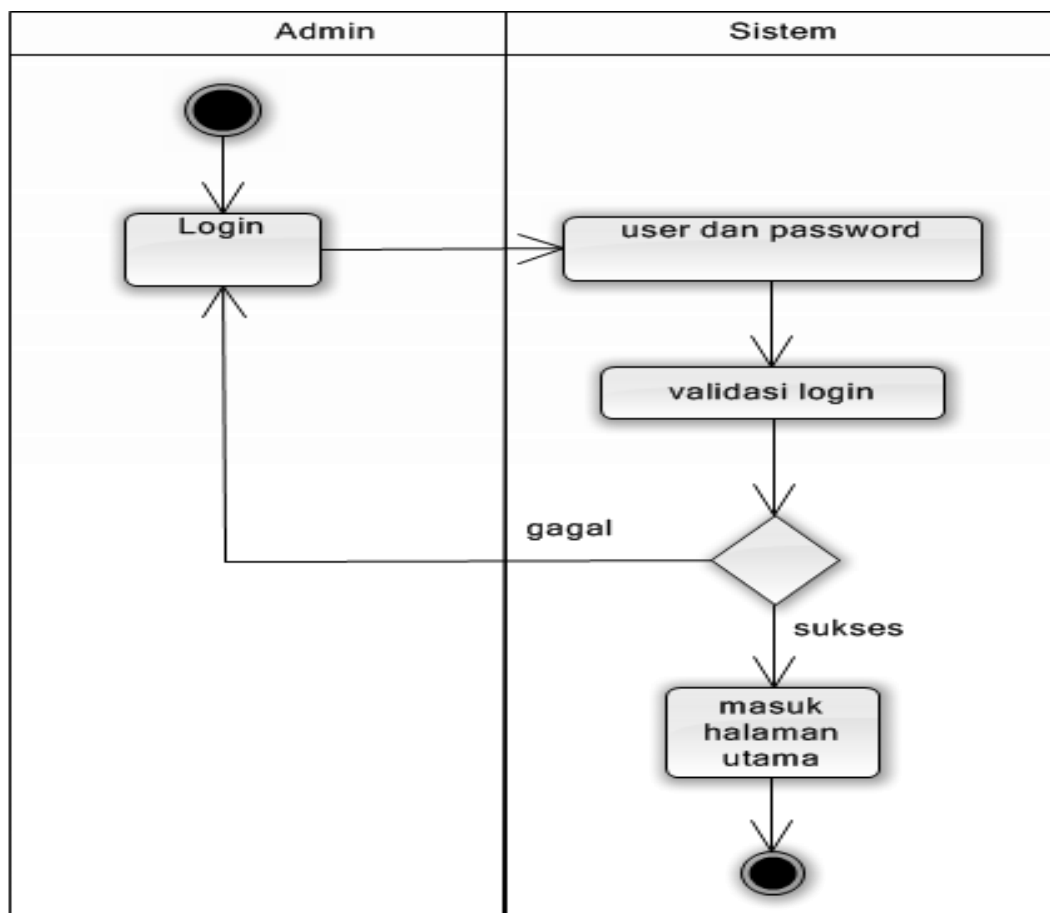 Admin
Sistem
Login
user dan password
validasi login
gagal
sukses
masuk
halaman
utama